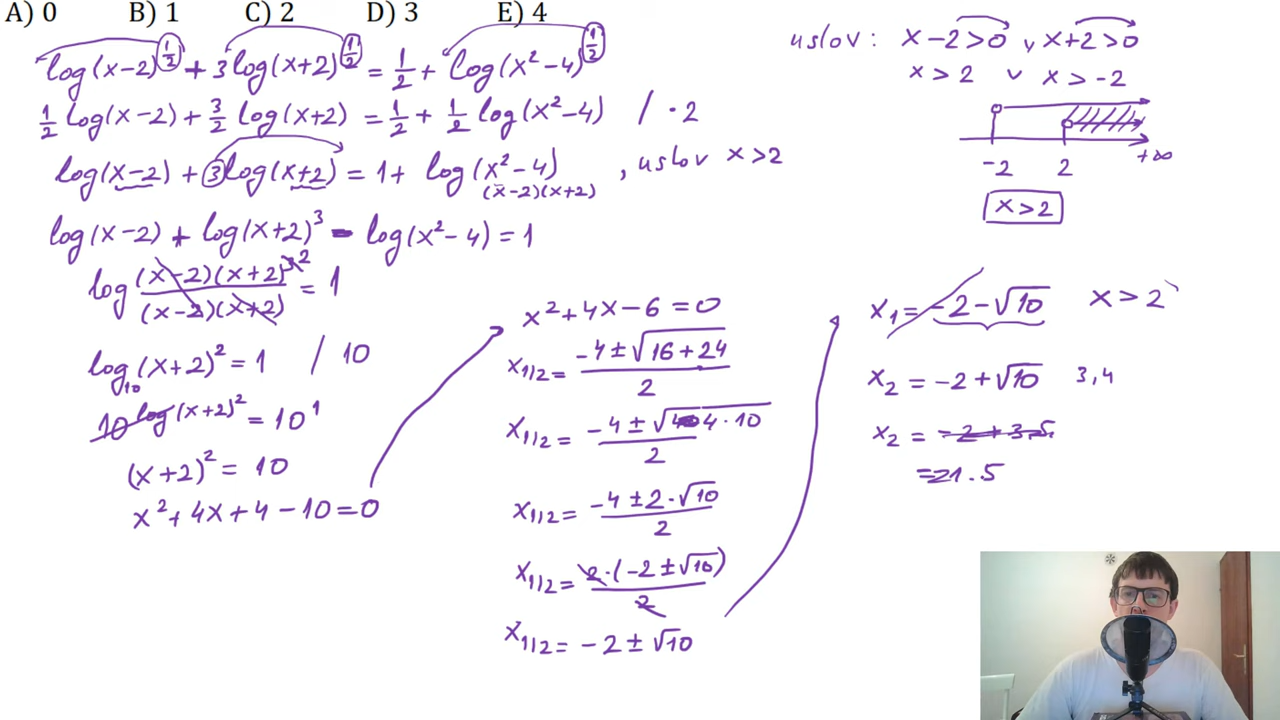 A) 0 B) 1 C) 2 D) 3 E) 4
log(x-2)^(1/2) + 3log(x+2)^(1/2) = 1/2 + log(x²-4)^(1/2)
1/2 log(x-2) + 3/2 log(x+2) = 1/2 + 1/2 log(x²-4) / ·2
log(x-2) + 3log(x+2) = 1 + log(x²-4) , uslov x>2
(x-2)(x+2)
log(x-2) + log(x+2)³ - log(x²-4) = 1
log (x-2)(x+2)³ ² / (x-2)(x+2) = 1
log₁₀(x+2)² = 1 / 10
10^(log(x+2)²) = 10¹
(x+2)² = 10
x²+4x+4-10=0
x²+4x-6=0
x1/2 = (-4±√(16+24))/2
x1/2 = (-4±√(4·10))/2
x1/2 = (-4±2·√10)/2
x1/2 = 2·(-2±√10)/2
x1/2 = -2±√10
uslov: x-2>0 v x+2>0
x>2 v x>-2
-2 2 +∞
x>2
x₁ = -2-√10 x>2
x₂ = -2+√10 3,4
x₂ = -2+3.5
=21.5